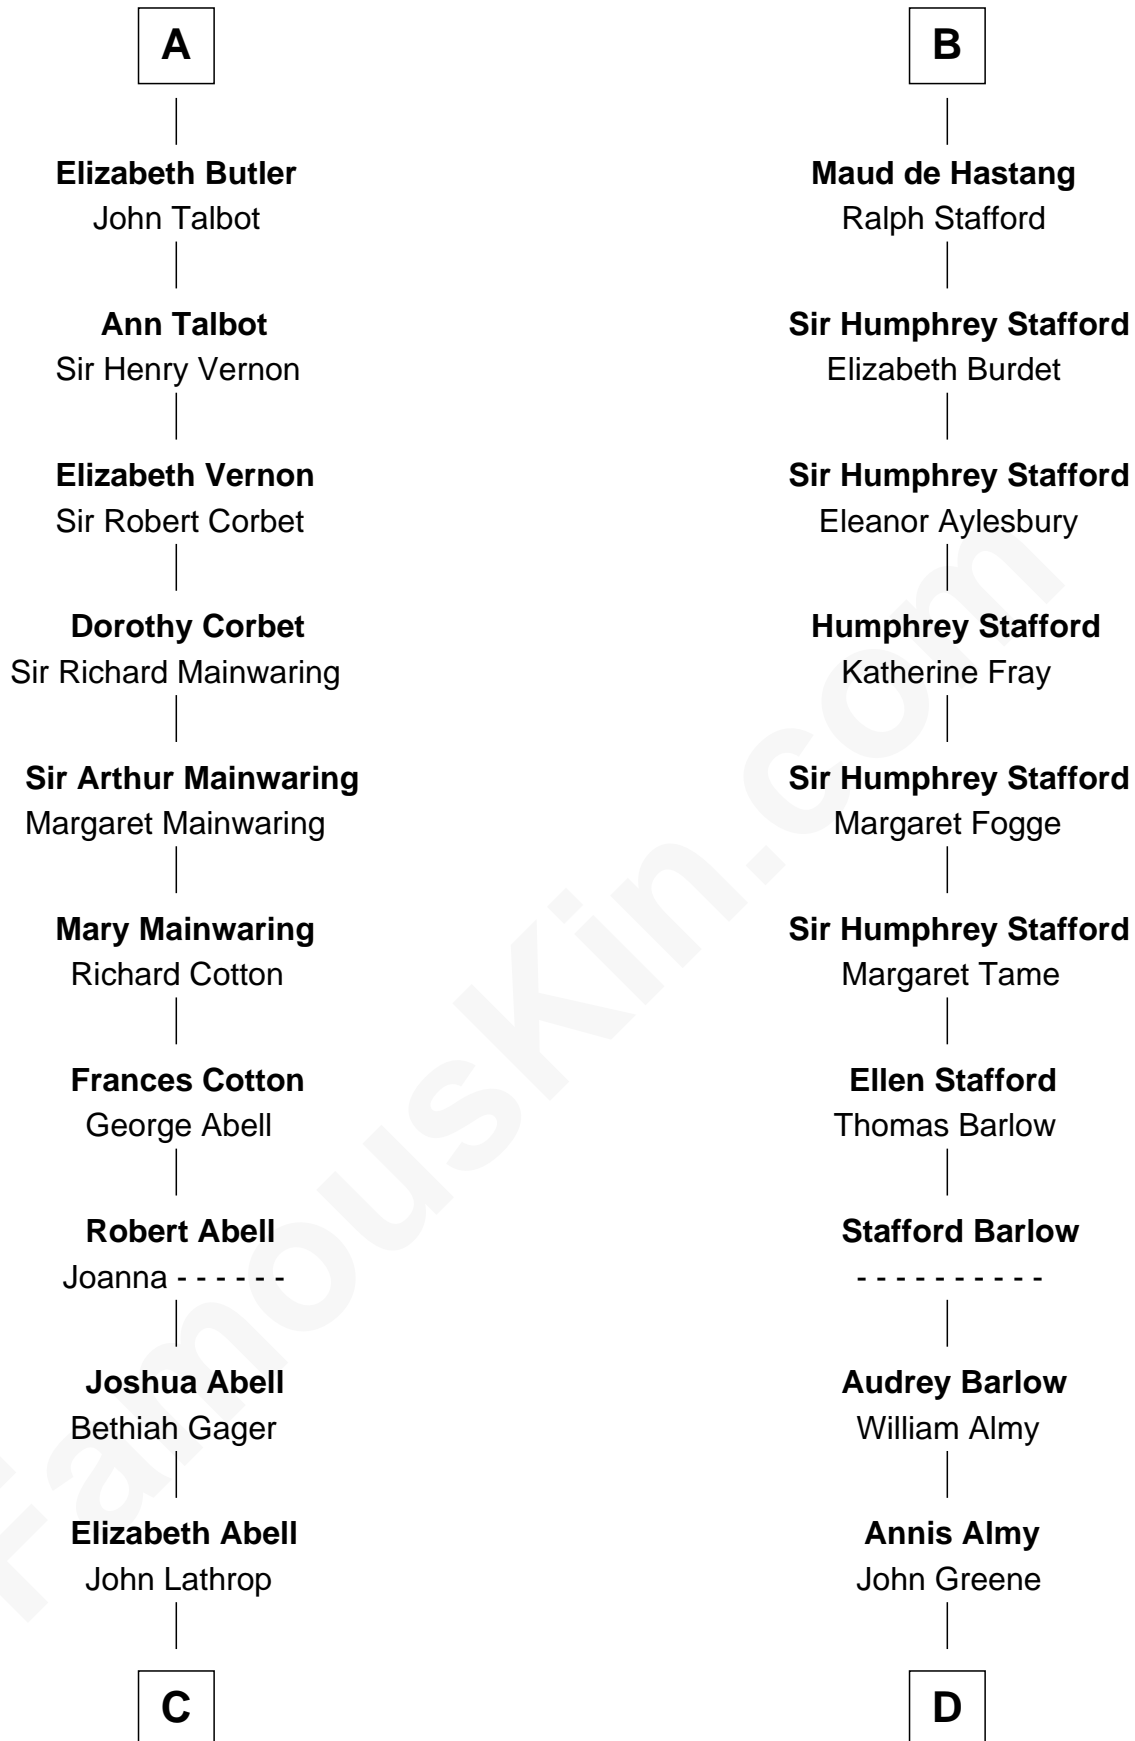 A
Elizabeth Butler
John Talbot
Ann Talbot
Sir Henry Vernon
Elizabeth Vernon
Sir Robert Corbet
Dorothy Corbet
Sir Richard Mainwaring
Sir Arthur Mainwaring
Margaret Mainwaring
Mary Mainwaring
Richard Cotton
Frances Cotton
George Abell
Robert Abell
Joanna - - - - - -
Joshua Abell
Bethiah Gager
Elizabeth Abell
John Lathrop
C
B
Maud de Hastang
Ralph Stafford
Sir Humphrey Stafford
Elizabeth Burdet
Sir Humphrey Stafford
Eleanor Aylesbury
Humphrey Stafford
Katherine Fray
Sir Humphrey Stafford
Margaret Fogge
Sir Humphrey Stafford
Margaret Tame
Ellen Stafford
Thomas Barlow
Stafford Barlow
- - - - - - - - - -
Audrey Barlow
William Almy
Annis Almy
John Greene
D
FamousKin.com